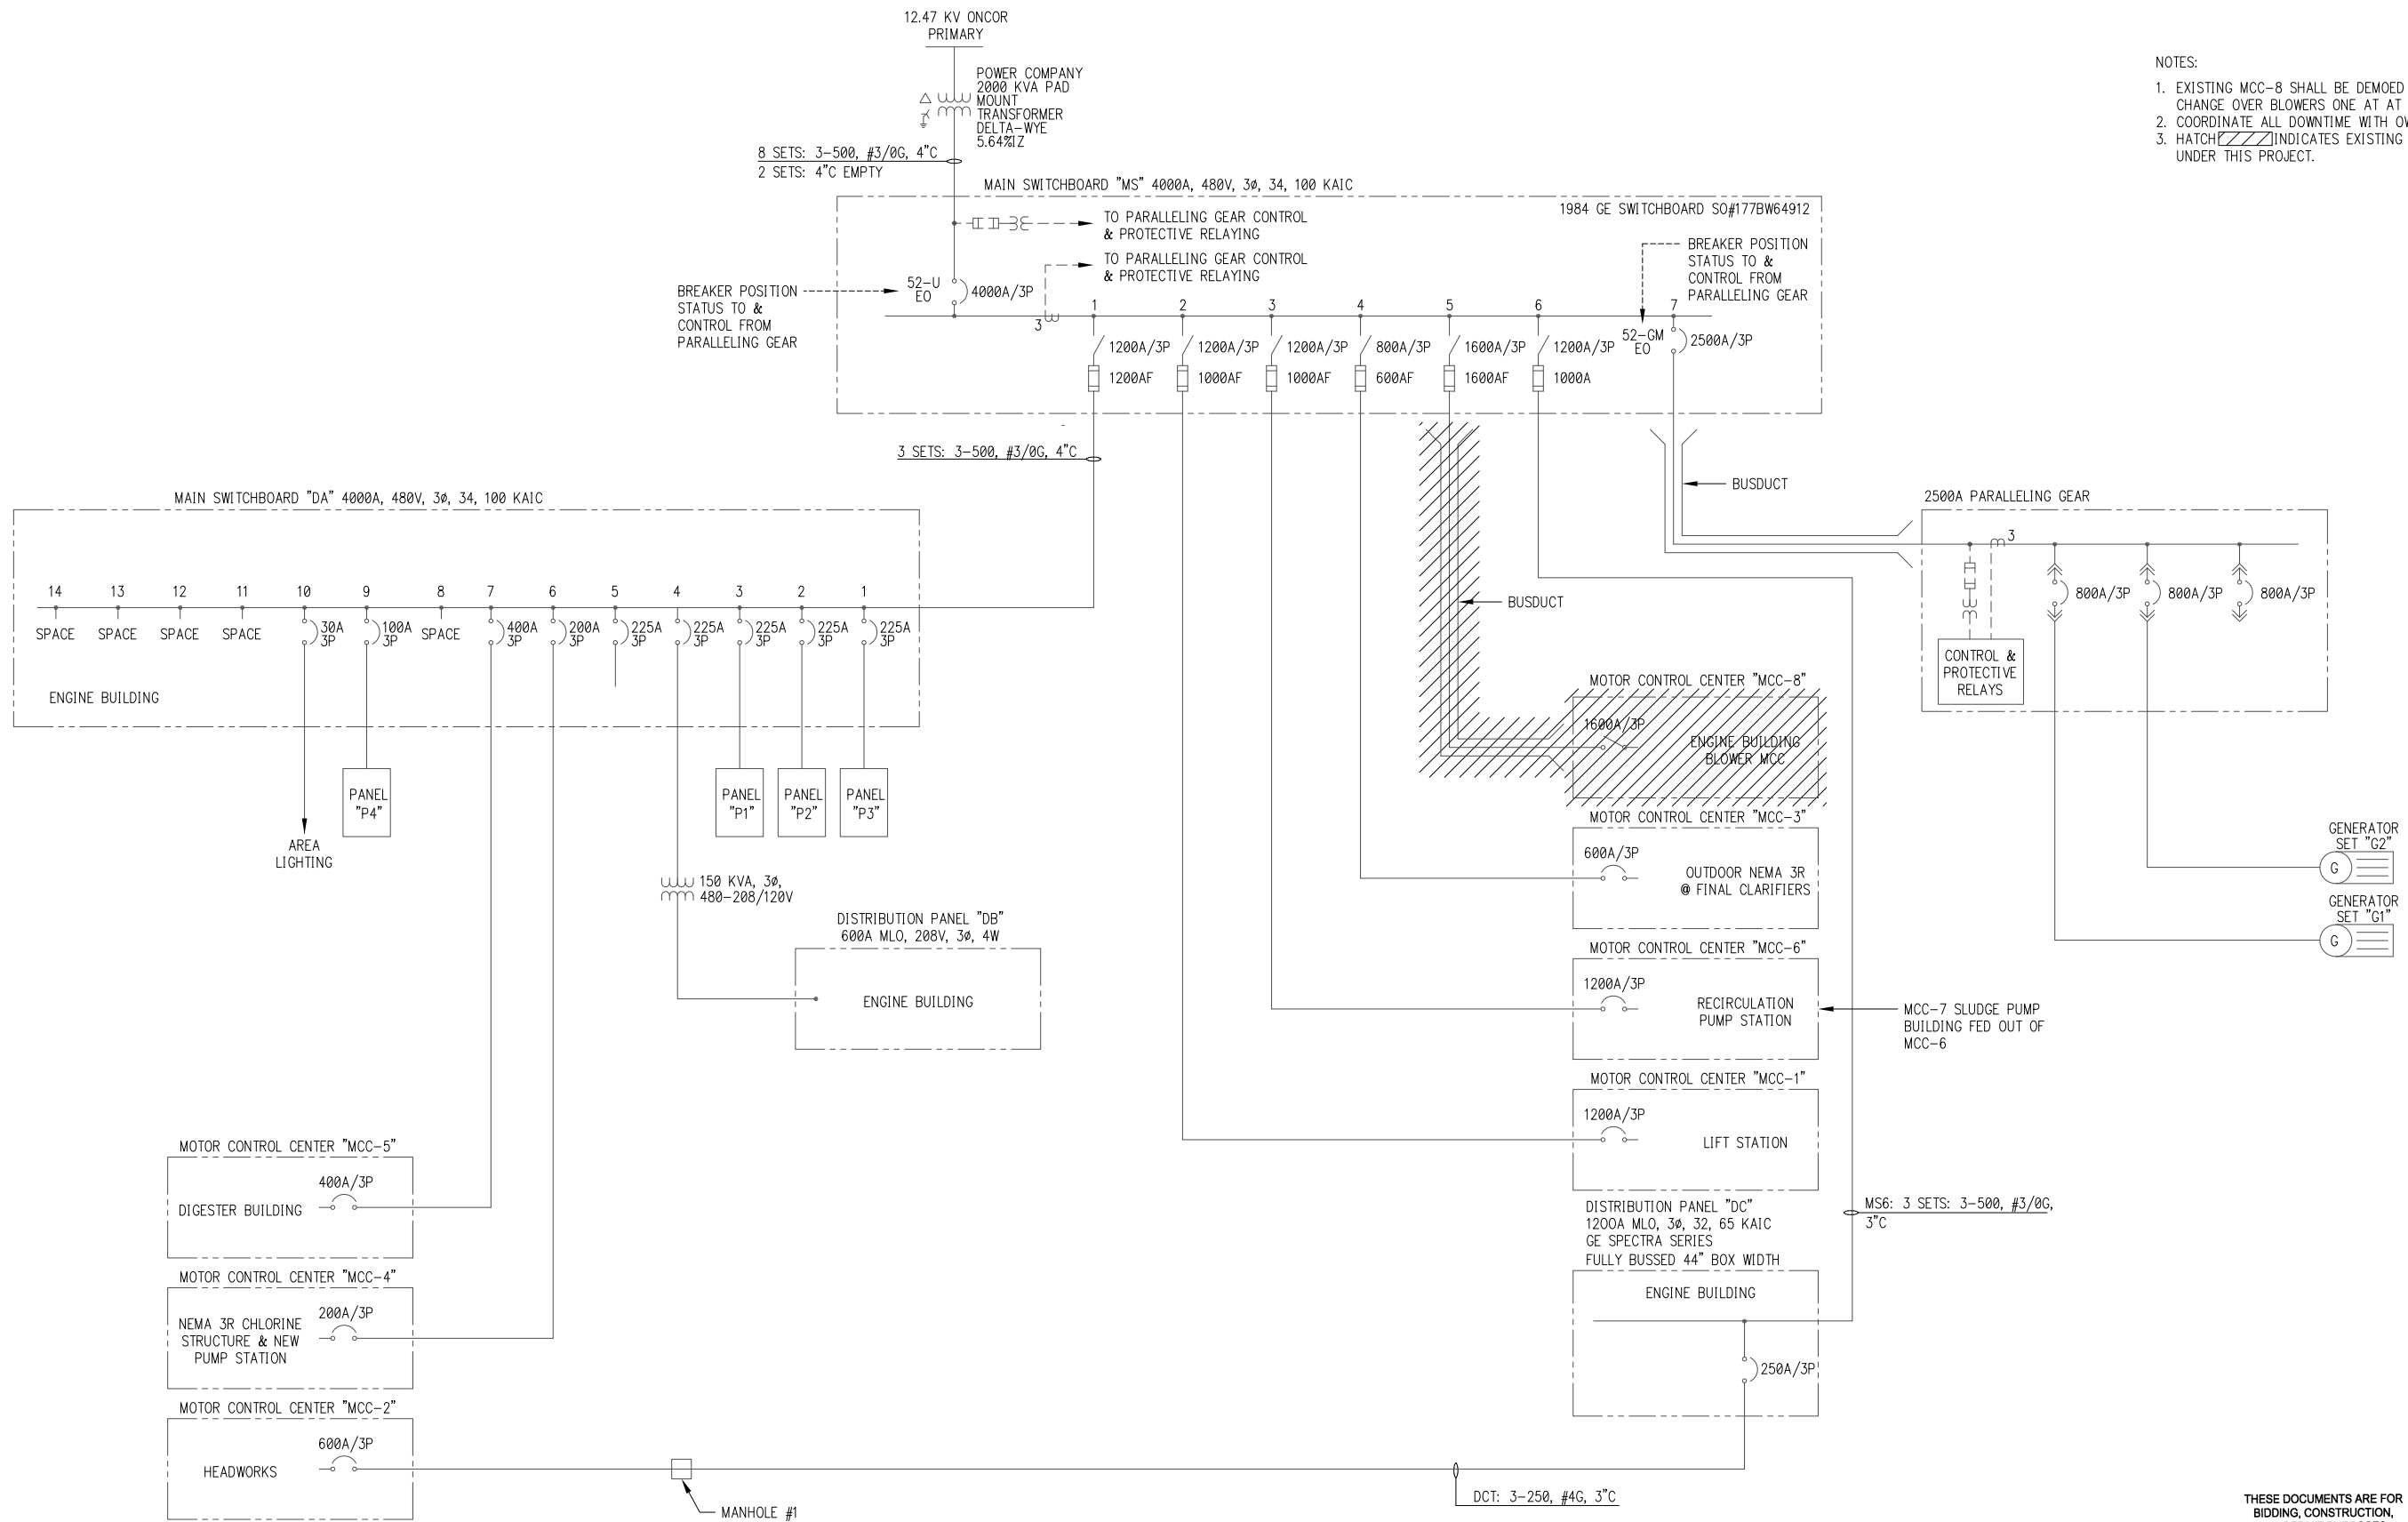 12.47 KV ONCOR
PRIMARY
POWER COMPANY
2000 KVA PAD
MOUNT
TRANSFORMER
DELTA-WYE
5.64%IZ
8 SETS: 3-500, #3/0G, 4"C
2 SETS: 4"C EMPTY
NOTES:
1. EXISTING MCC-8 SHALL BE DEMOED
CHANGE OVER BLOWERS ONE AT AT
2. COORDINATE ALL DOWNTIME WITH
3. HATCH INDICATES EXISTING
UNDER THIS PROJECT.
MAIN SWITCHBOARD "MS" 4000A, 480V, 3ø, 34, 100 KAIC
1984 GE SWITCHBOARD SO#177BW64912
TO PARALLELING GEAR CONTROL
& PROTECTIVE RELAYING
TO PARALLELING GEAR CONTROL
& PROTECTIVE RELAYING
BREAKER POSITION
STATUS TO &
CONTROL FROM
PARALLELING GEAR
52-U
EO
4000A/3P
3
BREAKER POSITION
STATUS TO &
CONTROL FROM
PARALLELING GEAR
1 2 3 4 5 6 7
52-GM
EO
1200A/3P 1200A/3P 1200A/3P 800A/3P 1600A/3P 1200A/3P 2500A/3P
1200AF 1000AF 1000AF 600AF 1600AF 1000A
3 SETS: 3-500, #3/0G, 4"C
BUSDUCT
MAIN SWITCHBOARD "DA" 4000A, 480V, 3ø, 34, 100 KAIC
14 13 12 11 10 9 8 7 6 5 4 3 2 1
SPACE SPACE SPACE SPACE
30A
3P
100A
3P
SPACE
400A
3P
200A
3P
225A
3P
225A
3P
225A
3P
225A
3P
225A
3P
ENGINE BUILDING
AREA
LIGHTING
PANEL
"P4"
PANEL
"P1"
PANEL
"P2"
PANEL
"P3"
150 KVA, 3ø,
480-208/120V
DISTRIBUTION PANEL "DB"
600A MLO, 208V, 3ø, 4W
ENGINE BUILDING
BUSDUCT
2500A PARALLELING GEAR
3
800A/3P 800A/3P 800A/3P
CONTROL &
PROTECTIVE
RELAYS
GENERATOR
SET "G2"
G
GENERATOR
SET "G1"
G
MOTOR CONTROL CENTER "MCC-8"
1600A/3P
ENGINE BUILDING
BLOWER MCC
MOTOR CONTROL CENTER "MCC-3"
600A/3P
OUTDOOR NEMA 3R
@ FINAL CLARIFIERS
MOTOR CONTROL CENTER "MCC-6"
1200A/3P
RECIRCULATION
PUMP STATION
MCC-7 SLUDGE PUMP
BUILDING FED OUT OF
MCC-6
MOTOR CONTROL CENTER "MCC-1"
1200A/3P
LIFT STATION
DISTRIBUTION PANEL "DC"
1200A MLO, 3ø, 32, 65 KAIC
GE SPECTRA SERIES
FULLY BUSSED 44" BOX WIDTH
ENGINE BUILDING
250A/3P
MS6: 3 SETS: 3-500, #3/0G,
3"C
MOTOR CONTROL CENTER "MCC-5"
400A/3P
DIGESTER BUILDING
MOTOR CONTROL CENTER "MCC-4"
200A/3P
NEMA 3R CHLORINE
STRUCTURE & NEW
PUMP STATION
MOTOR CONTROL CENTER "MCC-2"
600A/3P
HEADWORKS
MANHOLE #1
DCT: 3-250, #4G, 3"C
THESE DOCUMENTS ARE FOR
BIDDING, CONSTRUCTION,